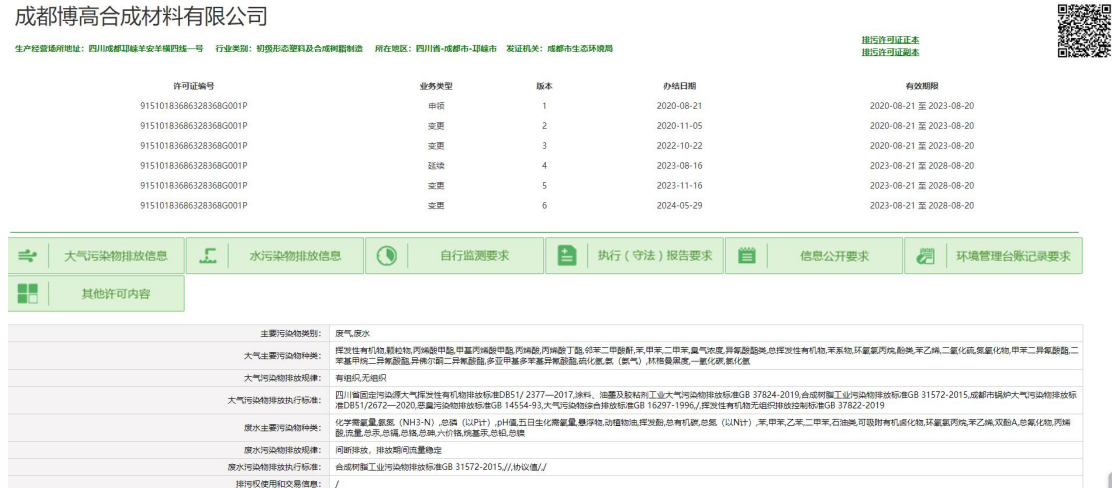 成都博高合成材料有限公司
生产经营场所地址：四川成都邛崃羊安羊横四线一号 行业类别：初级形态塑料及合成树脂制造 所在地区：四川省-成都市-邛崃市 发证机关：成都市生态环境局
排污许可证正本
排污许可证副本
许可证编号 业务类型 版本 办结日期 有效期限
91510183686328368G001P 申领 1 2020-08-21 2020-08-21 至 2023-08-20
91510183686328368G001P 变更 2 2020-11-05 2020-08-21 至 2023-08-20
91510183686328368G001P 变更 3 2022-10-22 2020-08-21 至 2023-08-20
91510183686328368G001P 延续 4 2023-08-16 2023-08-21 至 2028-08-20
91510183686328368G001P 变更 5 2023-11-16 2023-08-21 至 2028-08-20
91510183686328368G001P 变更 6 2024-05-29 2023-08-21 至 2028-08-20
大气污染物排放信息 水污染物排放信息 自行监测要求 执行（守法）报告要求 信息公开要求 环境管理台账记录要求
其他许可内容
主要污染物类别： 废气,废水
大气主要污染物种类： 挥发性有机物,颗粒物,丙烯酸甲酯,甲基丙烯酸甲酯,丙烯酸,丙烯酸丁酯,邻苯二甲酸酐,苯,甲苯,二甲苯,臭气浓度,异氰酸酯类,总挥发性有机物,苯系物,环氧氯丙烷,酚类,苯乙烯,二氧化硫,氮氧化物,甲苯二异氰酸酯,二
苯基甲烷二异氰酸酯,异佛尔酮二异氰酸酯,多亚甲基多苯基异氰酸酯,硫化氢,氨（氨气）,林格曼黑度,一氧化碳,氯化氢
大气污染物排放规律： 有组织,无组织
大气污染物排放执行标准： 四川省固定污染源大气挥发性有机物排放标准DB51/ 2377—2017,涂料、油墨及胶粘剂工业大气污染物排放标准GB 37824-2019,合成树脂工业污染物排放标准GB 31572-2015,成都市锅炉大气污染物排放标
准DB51/2672—2020,恶臭污染物排放标准GB 14554-93,大气污染物综合排放标准GB 16297-1996,/,挥发性有机物无组织排放控制标准GB 37822-2019
废水主要污染物种类： 化学需氧量,氨氮（NH3-N）,总磷（以P计）,pH值,五日生化需氧量,悬浮物,动植物油,挥发酚,总有机碳,总氮（以N计）,苯,甲苯,乙苯,二甲苯,石油类,可吸附有机卤化物,环氧氯丙烷,苯乙烯,双酚A,总氰化物,丙烯
酸,流量,总汞,总镉,总铬,总砷,六价铬,烷基汞,总铅,总镍
废水污染物排放规律： 间断排放，排放期间流量稳定
废水污染物排放执行标准： 合成树脂工业污染物排放标准GB 31572-2015,//,协议值/,/
排污权使用和交易信息： /